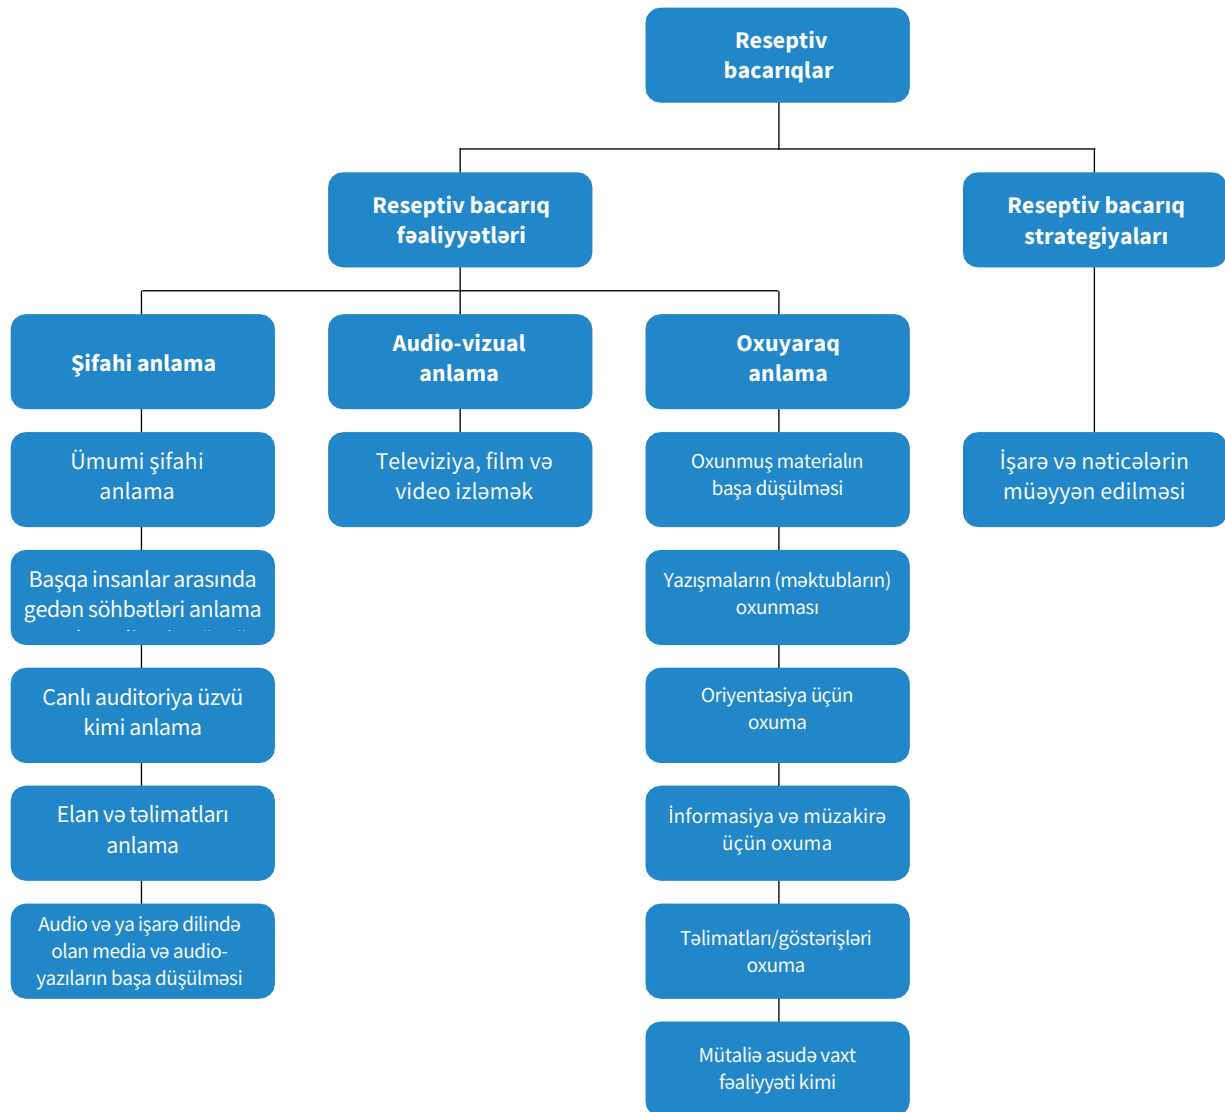 Reseptiv
bacarıqlar
Reseptiv bacarıq
fəaliyyətləri
Reseptiv bacarıq
strategiyaları
Şifahi anlama
Audio-vizual
anlama
Oxuyaraq
anlama
Ümumi şifahi
anlama
Televiziya, film və
video izləmək
Oxunmuş materialın
başa düşülməsi
İşarə və nəticələrin
müəyyən edilməsi
Başqa insanlar arasında
gedən söhbətləri anlama
Yazışmaların (məktubların)
oxunması
Canlı auditoriya üzvü
kimi anlama
Oriyentasiya üçün
oxuma
Elan və təlimatları
anlama
İnformasiya və müzakirə
üçün oxuma
Audio və ya işarə dilində
olan media və audio-
yazıların başa düşülməsi
Təlimatları/göstərişləri
oxuma
Mütaliə asudə vaxt
fəaliyyəti kimi